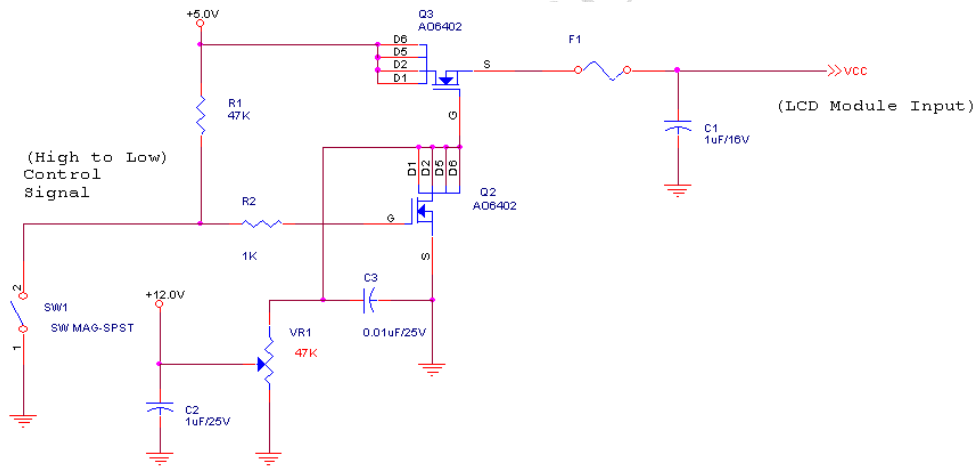 +5.0V
Q3
AO6402
D6
D5
D2
D1
S
G
F1
VCC
(LCD Module Input)
C1
1uF/16V
R1
47K
(High to Low)
Control
Signal
D1
D2
D5
D6
Q2
AO6402
G
S
R2
1K
C3
0.01uF/25V
+12.0V
2
SW1
SW MAG-SPST
1
VR1
47K
C2
1uF/25V